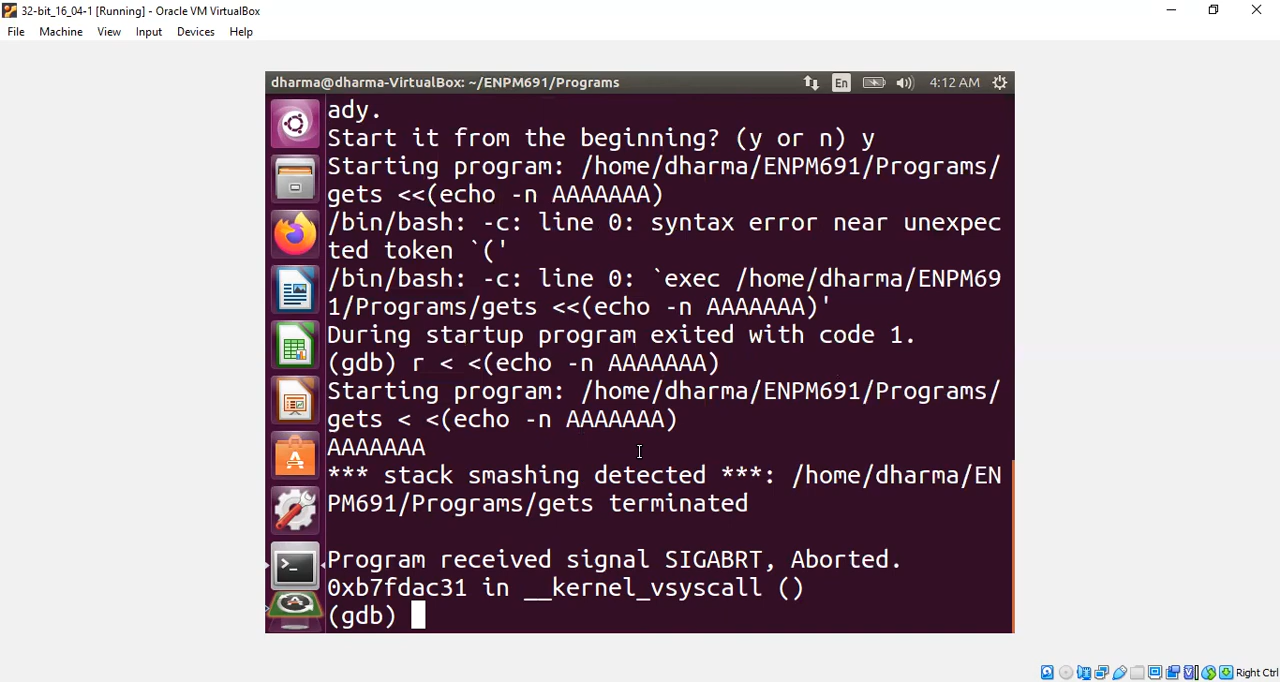 32-bit_16_04-1 [Running] - Oracle VM VirtualBox
File Machine View Input Devices Help
dharma@dharma-VirtualBox: ~/ENPM691/Programs En 4:12 AM
ady.
Start it from the beginning? (y or n) y
Starting program: /home/dharma/ENPM691/Programs/
gets <<(echo -n AAAAAAA)
/bin/bash: -c: line 0: syntax error near unexpec
ted token `('
/bin/bash: -c: line 0: `exec /home/dharma/ENPM69
1/Programs/gets <<(echo -n AAAAAAA)'
During startup program exited with code 1.
(gdb) r < <(echo -n AAAAAAA)
Starting program: /home/dharma/ENPM691/Programs/
gets < <(echo -n AAAAAAA)
AAAAAAA
*** stack smashing detected ***: /home/dharma/EN
PM691/Programs/gets terminated
Program received signal SIGABRT, Aborted.
0xb7fdac31 in __kernel_vsyscall ()
(gdb)
Right Ctrl